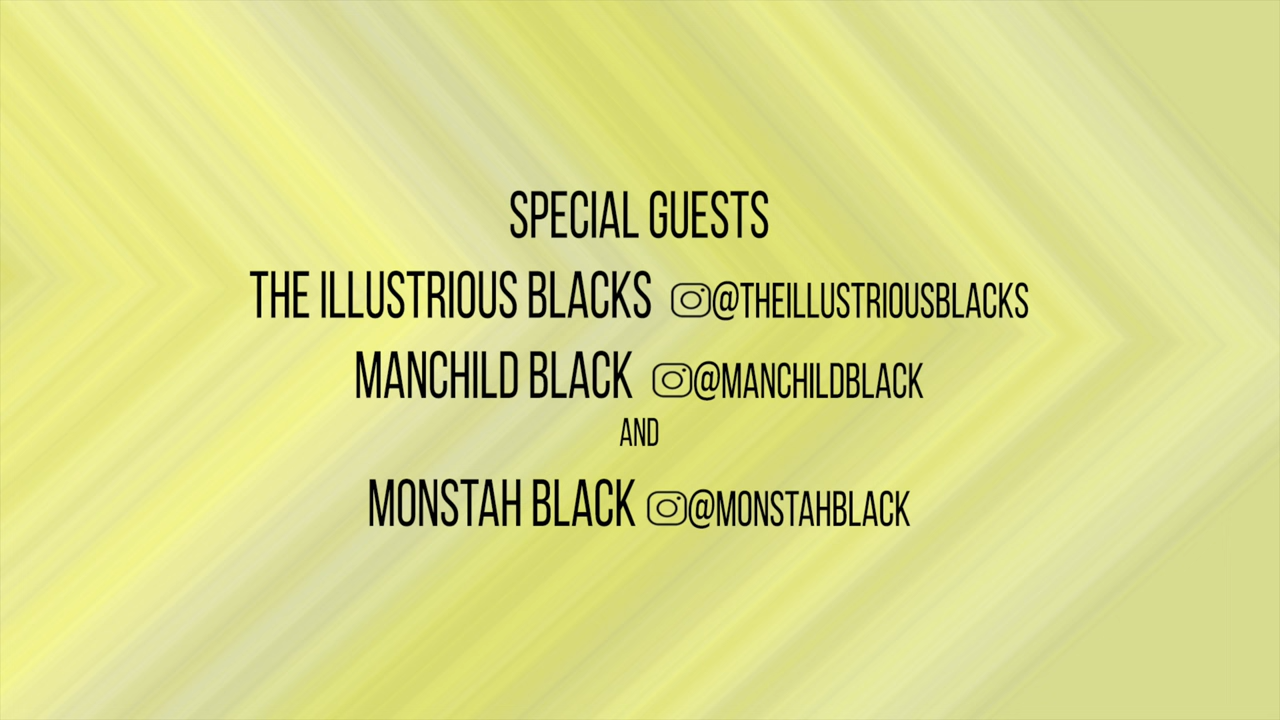 SPECIAL GUESTS
THE ILLUSTRIOUS BLACKS @THEILLUSTRIOUSBLACKS
MANCHILD BLACK @MANCHILDBLACK
AND
MONSTAH BLACK @MONSTAHBLACK